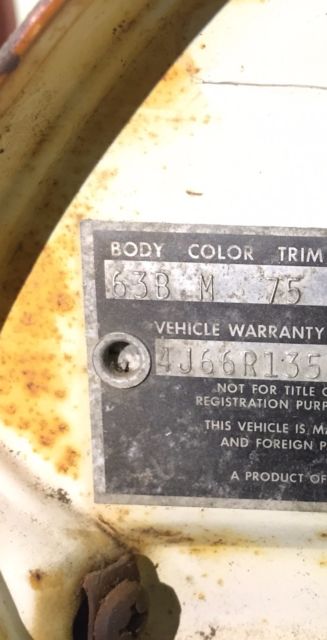 BODY COLOR TRIM
63B M 75
VEHICLE WARRANTY
4J66R135
NOT FOR TITLE
REGISTRATION
THIS VEHICLE IS
AND FOREIGN
A PRODUCT OF